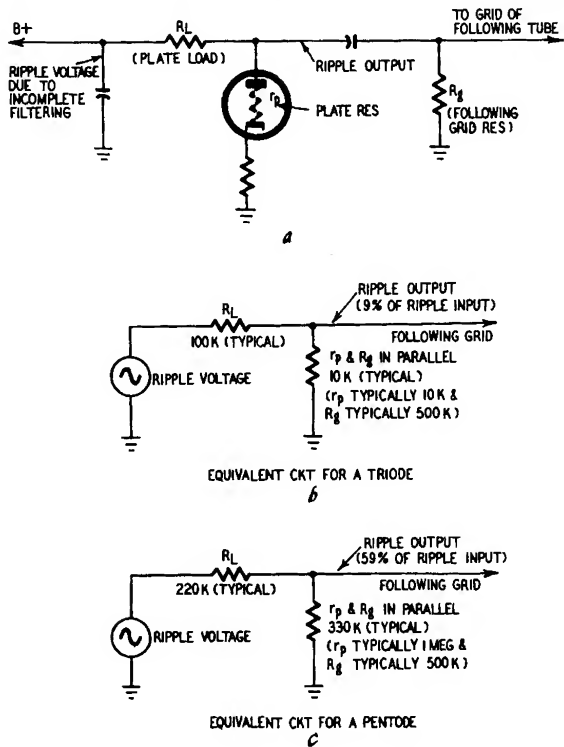 B+
RL
(PLATE LOAD)
TO GRID OF
FOLLOWING TUBE
RIPPLE VOLTAGE
DUE TO
INCOMPLETE
FILTERING
RIPPLE OUTPUT
rp
PLATE RES
Rg
(FOLLOWING
GRID RES)
a
RIPPLE OUTPUT
(9% OF RIPPLE INPUT)
RL
100K (TYPICAL)
FOLLOWING GRID
RIPPLE VOLTAGE
rp & Rg IN PARALLEL
10K (TYPICAL)
(rp TYPICALLY 10K &
Rg TYPICALLY 500K)
EQUIVALENT CKT FOR A TRIODE
b
RIPPLE OUTPUT
(59% OF RIPPLE INPUT)
RL
220K (TYPICAL)
FOLLOWING GRID
RIPPLE VOLTAGE
rp & Rg IN PARALLEL
330K (TYPICAL)
(rp TYPICALLY 1 MEG &
Rg TYPICALLY 500K)
EQUIVALENT CKT FOR A PENTODE
c